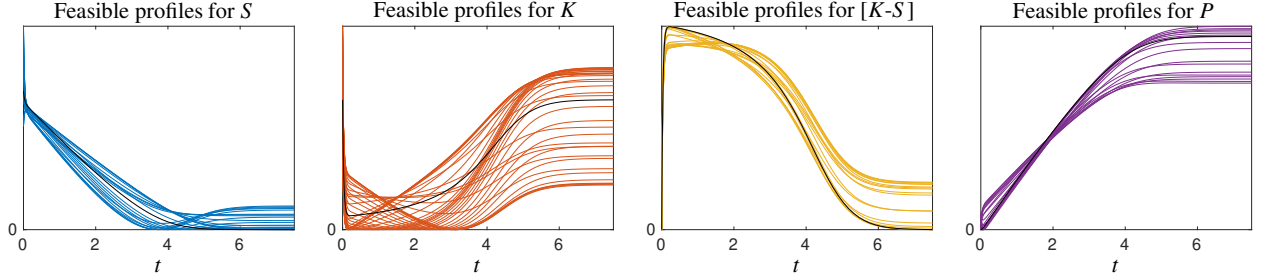 Feasible profiles for S
Feasible profiles for K
Feasible profiles for [K-S]
Feasible profiles for P
0
0
0
0
0 2 4 6
0 2 4 6
0 2 4 6
0 2 4 6
t
t
t
t